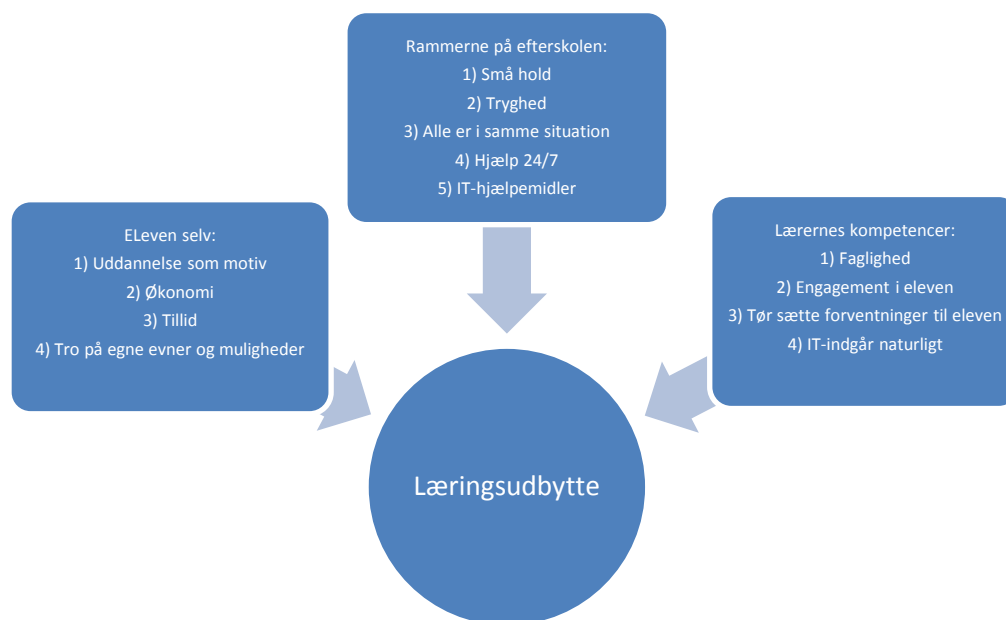 Rammerne på efterskolen:
1) Små hold
2) Tryghed
3) Alle er i samme situation
4) Hjælp 24/7
5) IT-hjælpemidler
ELeven selv:
1) Uddannelse som motiv
2) Økonomi
3) Tillid
4) Tro på egne evner og muligheder
Lærernes kompetencer:
1) Faglighed
2) Engagement i eleven
3) Tør sætte forventninger til eleven
4) IT-indgår naturligt
Læringsudbytte